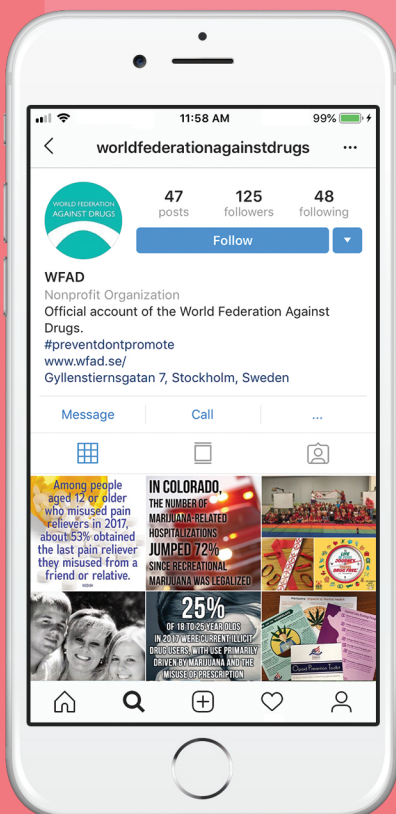 11:58 AM
99%
worldfederationagainstdrugs
WORLD FEDERATION
AGAINST DRUGS
47
posts
125
followers
48
following
Follow
WFAD
Nonprofit Organization
Official account of the World Federation Against
Drugs.
#preventdontpromote
www.wfad.se/
Gyllenstiernsgatan 7, Stockholm, Sweden
Message
Call
...
Among people
aged 12 or older
who misused pain
relievers in 2017,
about 53% obtained
the last pain reliever
they misused from a
friend or relative.
IN COLORADO,
THE NUMBER OF
MARIJUANA-RELATED
HOSPITALIZATIONS
JUMPED 72%
SINCE RECREATIONAL
MARIJUANA WAS LEGALIZED
DRUG FREE
25%
OF 18 TO 25 YEAR OLDS
IN 2017 WERE CURRENT ILLICIT
DRUG USERS, WITH USE PRIMARILY
DRIVEN BY MARIJUANA AND THE
MISUSE OF PRESCRIPTION
Opioid Prevention Toolkit